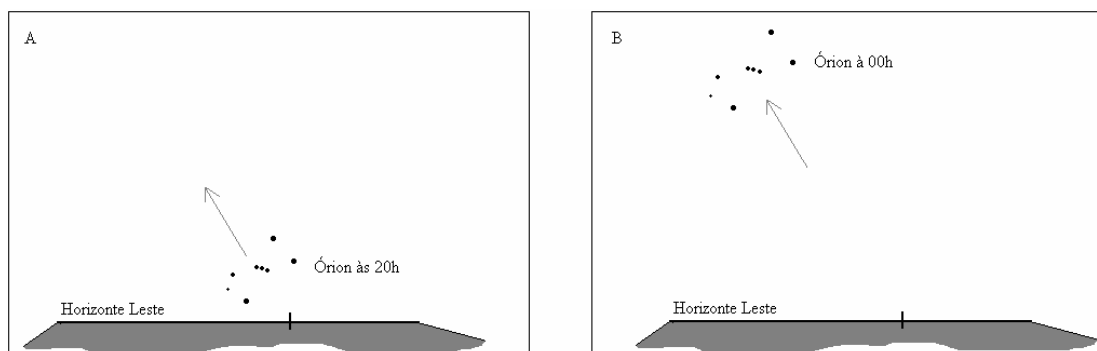 A
Órion às 20h
Horizonte Leste
B
Órion à 00h
Horizonte Leste